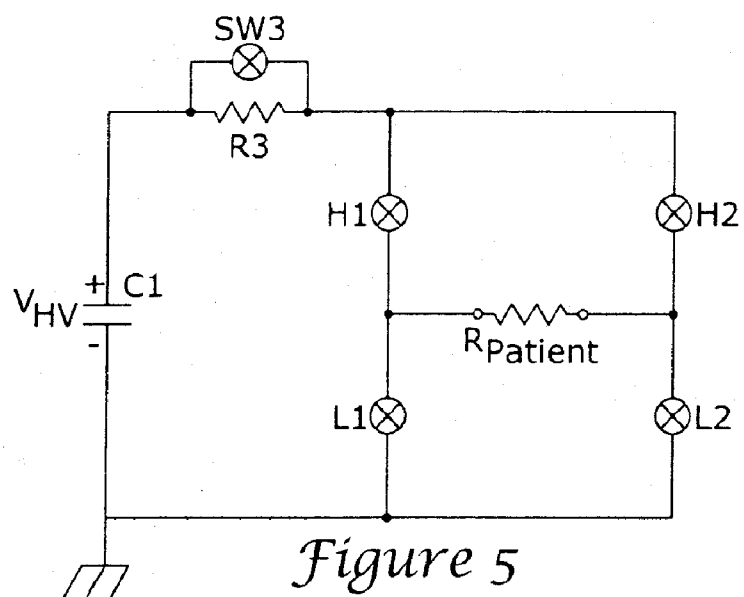 SW3
R3
H1
H2
+
C1
VHV
-
RPatient
L1
L2
Figure 5